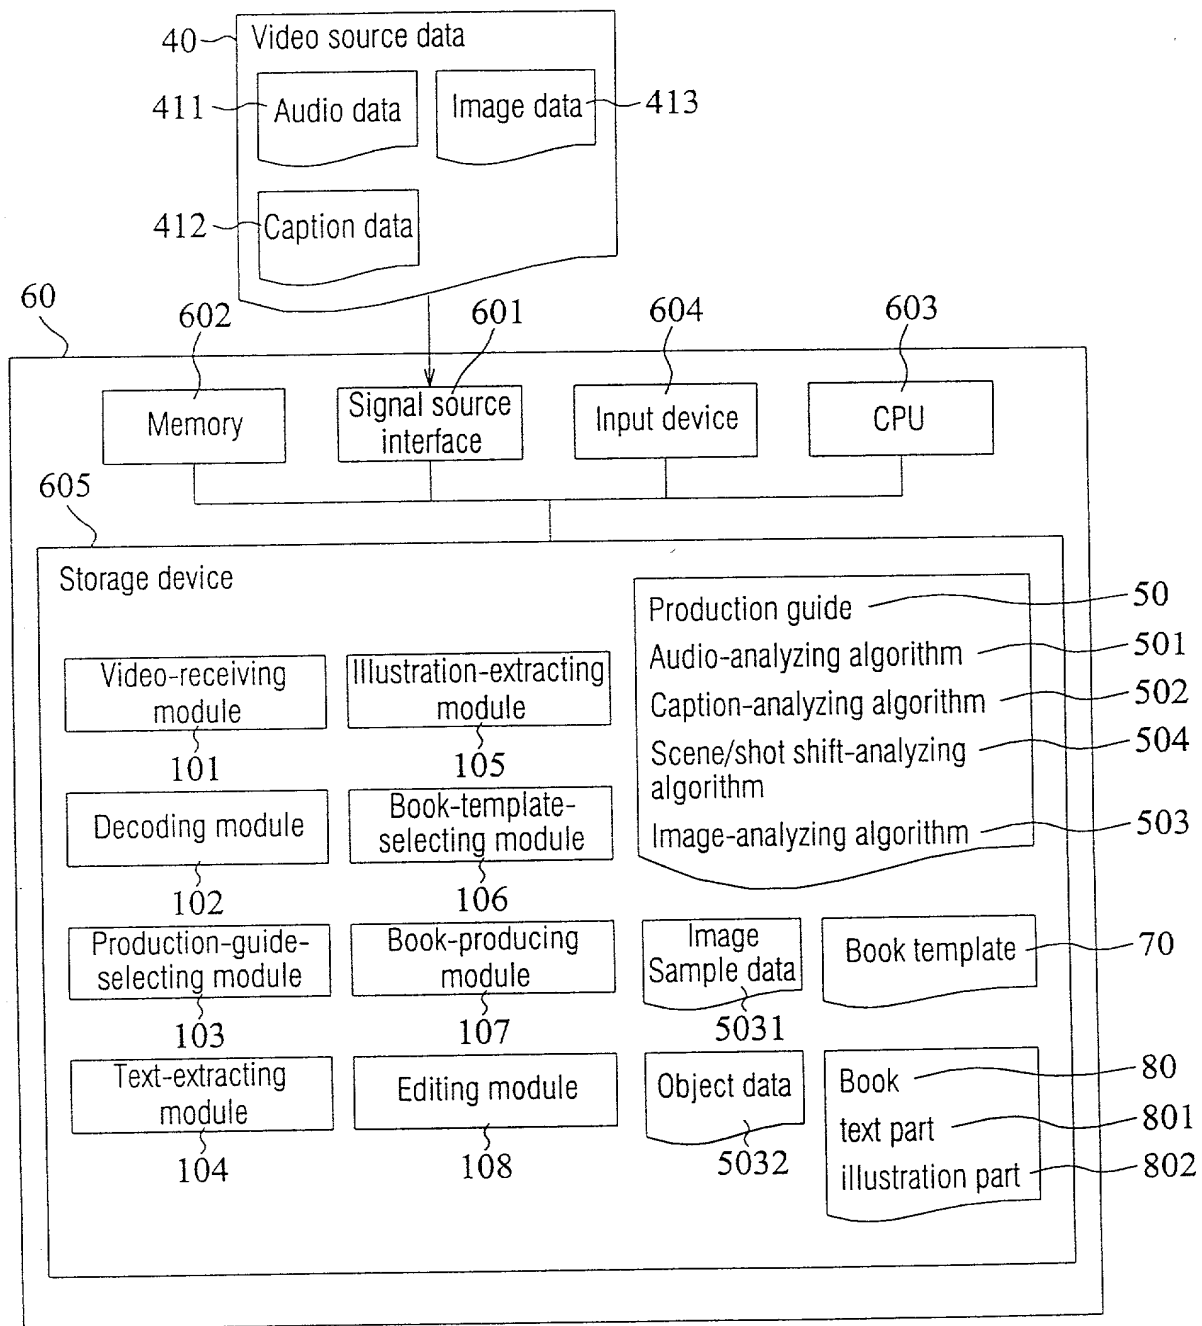 40
Video source data
411
Audio data
Image data
413
412
Caption data
60
602
601
604
603
Memory
Signal source
interface
Input device
CPU
605
Storage device
Production guide
50
Audio-analyzing algorithm
501
Caption-analyzing algorithm
502
Scene/shot shift-analyzing
algorithm
504
Image-analyzing algorithm
503
Video-receiving
module
101
Illustration-extracting
module
105
Decoding module
102
Book-template-
selecting module
106
Production-guide-
selecting module
103
Book-producing
module
107
Image
Sample data
5031
Book template
70
Text-extracting
module
104
Editing module
108
Object data
5032
Book
80
text part
801
illustration part
802